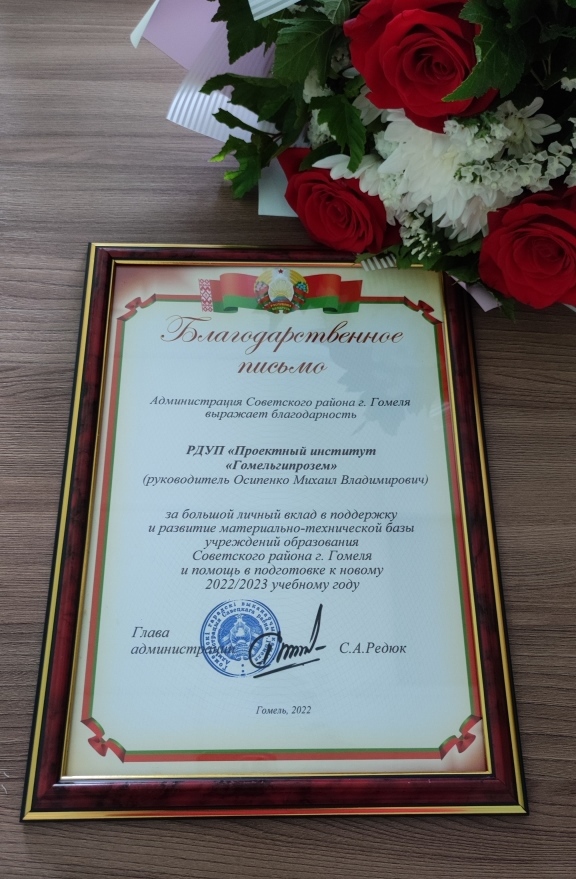 Благодарственное
письмо
Администрация Советского района г. Гомеля
выражает благодарность
РДУП «Проектный институт
«Гомельгипрозем»
(руководитель Осипенко Михаил Владимирович)
за большой личный вклад в поддержку
и развитие материально-технической базы
учреждений образования
Советского района г. Гомеля
и помощь в подготовке к новому
2022/2023 учебному году
Глава
администрации
С.А.Редюк
Гомель, 2022